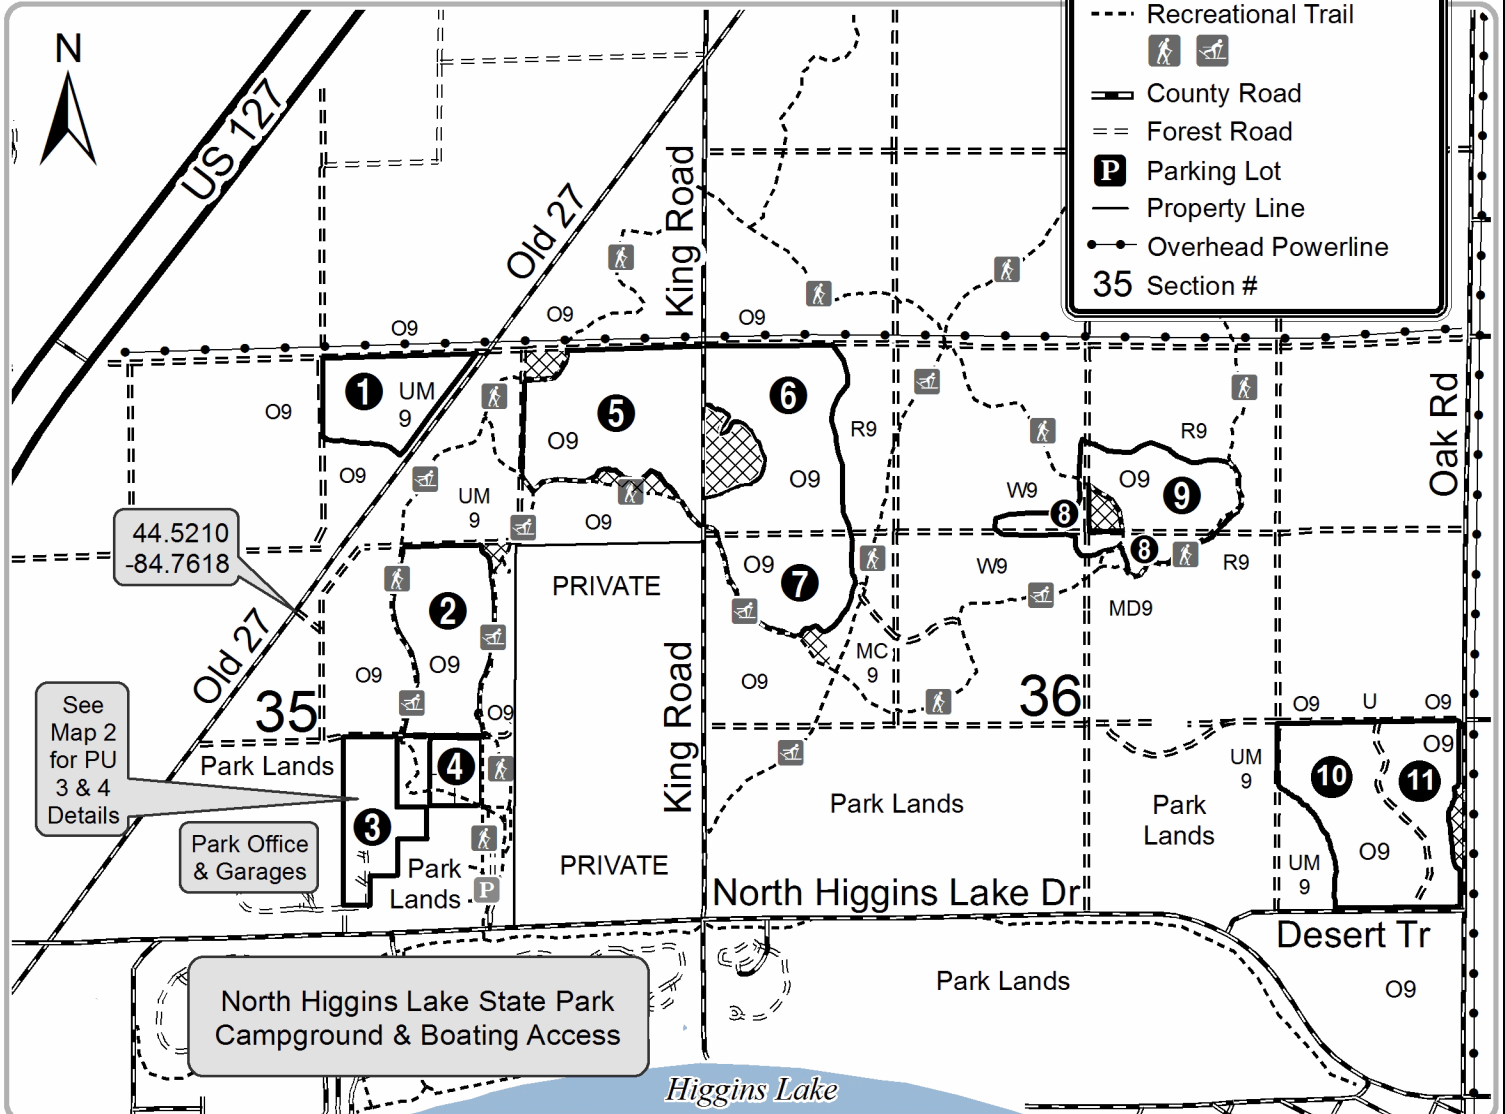 N
US 127
Old 27
King Road
Recreational Trail
County Road
Forest Road
P Parking Lot
Property Line
Overhead Powerline
35 Section #
O9
O9
O9
1
UM
9
O9
O9
5
O9
6
O9
R9
R9
O9
9
W9
8
Oak Rd
UM
9
O9
44.5210
-84.7618
PRIVATE
O9
7
W9
8
R9
MD9
2
O9
O9
O9
Old 27
35
King Road
O9
MC
9
36
O9
U
O9
See
Map 2
for PU
3 & 4
Details
Park Lands
4
3
Park Office
& Garages
Park
Lands
P
PRIVATE
Park Lands
Park
Lands
UM
9
10
O9
11
O9
UM
9
North Higgins Lake Dr
Desert Tr
North Higgins Lake State Park
Campground & Boating Access
Park Lands
O9
Higgins Lake